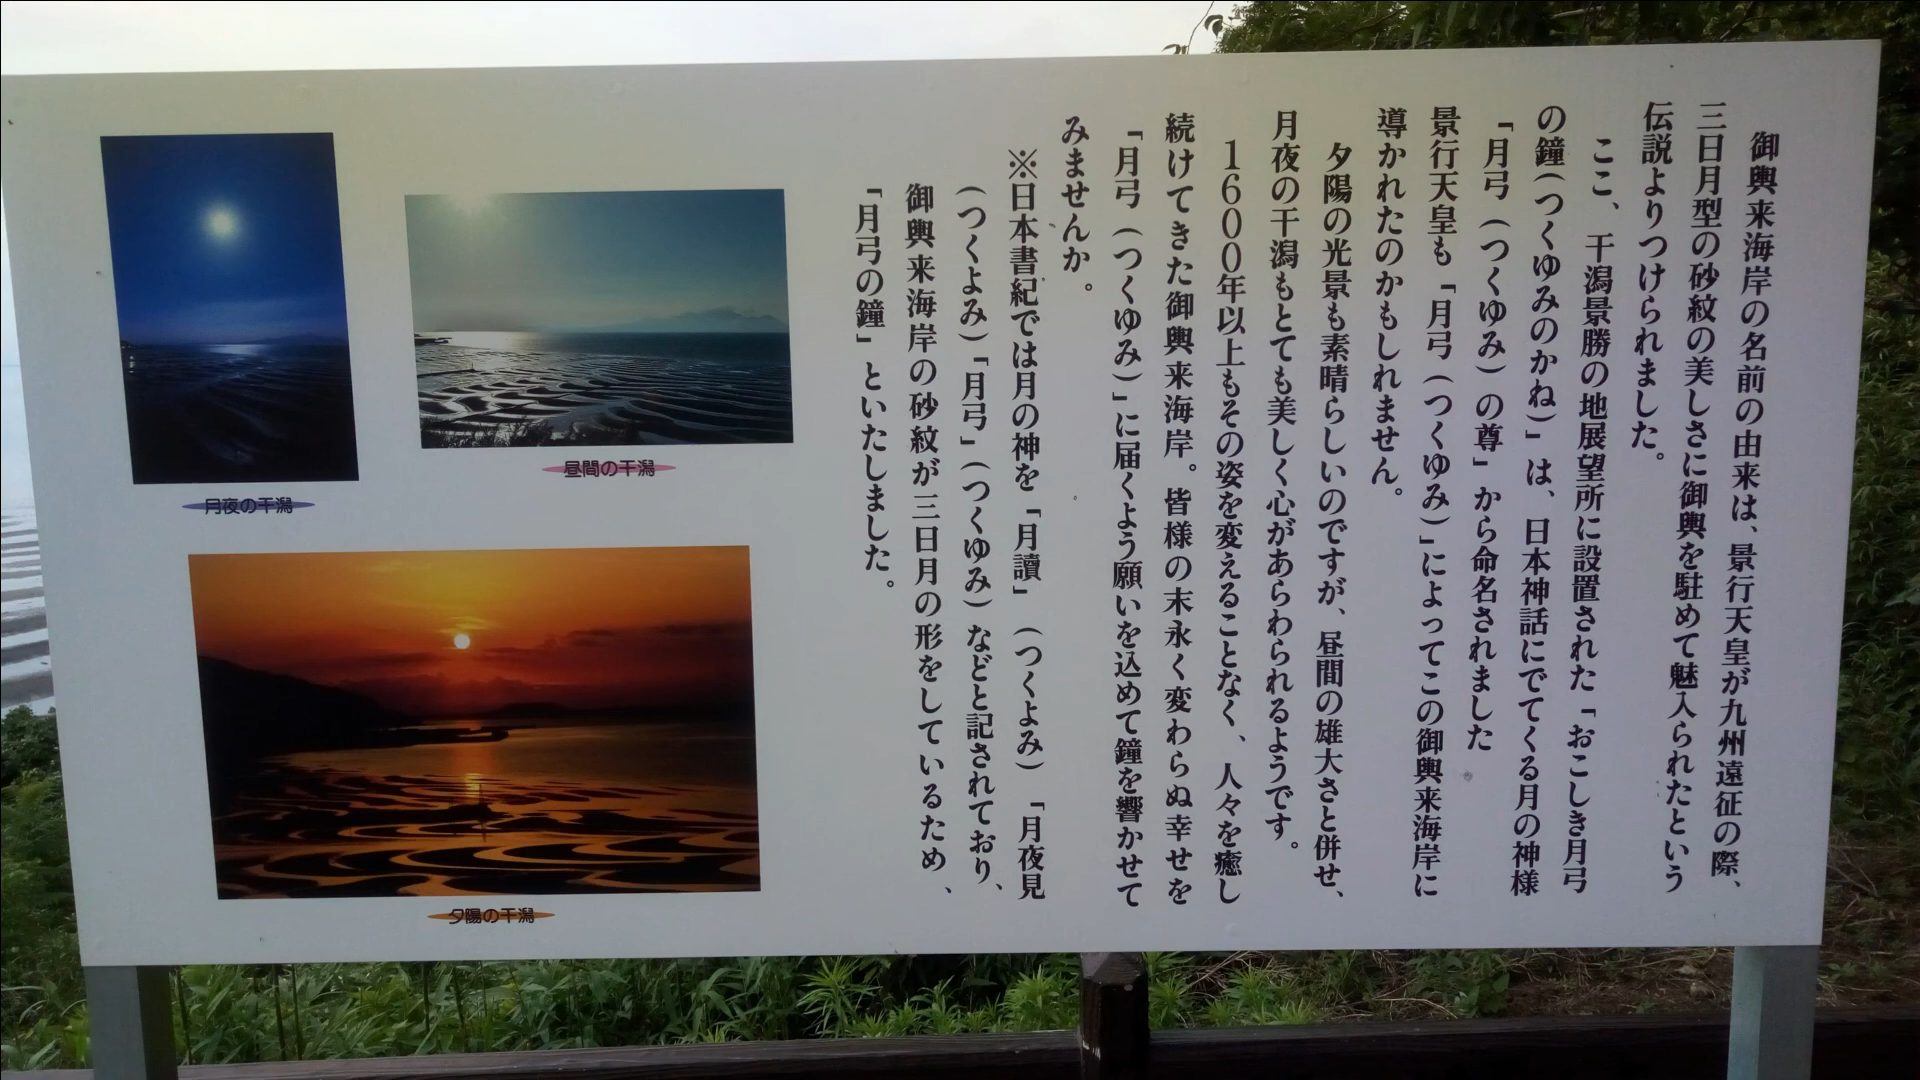 御輿来海岸の名前の由来は、景行天皇が九州遠征の際、
三日月型の砂紋の美しさに御輿を駐めて魅入られたという
伝説よりつけられました。
ここ、干潟景勝の地展望所に設置された「おこしき月弓
の鐘(つくゆみのかね)」は、日本神話にでてくる月の神様
「月弓(つくゆみ)の尊」から命名されました
景行天皇も「月弓(つくゆみ)」によってこの御輿来海岸に
導かれたのかもしれません。
夕陽の光景も素晴らしいのですが、昼間の雄大さと併せ、
月夜の干潟もとても美しく心があらわれるようです。
1600年以上もその姿を変えることなく、人々を癒し
続けてきた御輿来海岸。皆様の末永く変わらぬ幸せを
「月弓(つくゆみ)」に届くよう願いを込めて鐘を響かせて
みませんか。
※日本書紀では月の神を「月讀」(つくよみ)「月夜見
(つくよみ)「月弓」(つくゆみ)などと記されており、
御輿来海岸の砂紋が三日月の形をしているため、
「月弓の鐘」といたしました。
月夜の干潟
昼間の干潟
夕陽の干潟